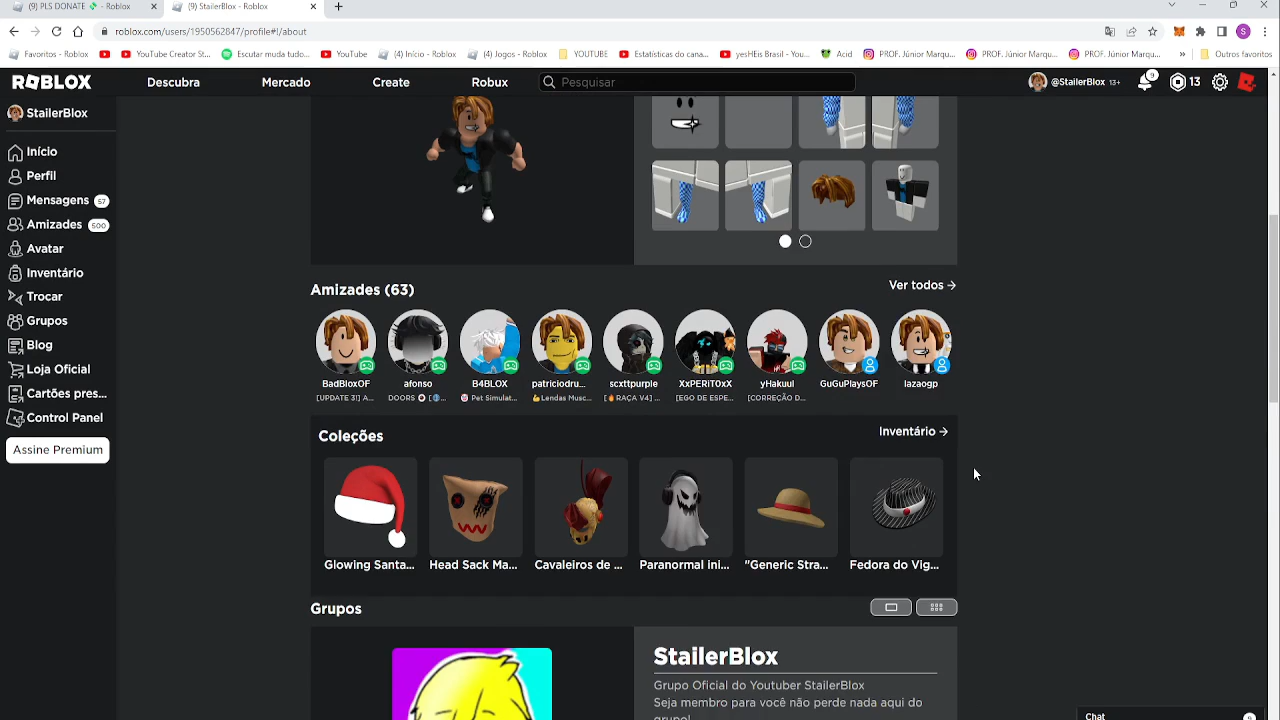 (9) PLS DONATE - Roblox
(9) StailerBlox - Roblox
roblox.com/users/1950562847/profile#!/about
Favoritos - Roblox
YouTube Creator St...
Escutar muda tudo...
YouTube
(4) Início - Roblox
(4) Jogos - Roblox
YOUTUBE
Estatísticas do cana...
yesHEis Brasil - You...
Acid
PROF. Júnior Marqu...
PROF. Júnior Marqu...
PROF. Júnior Marqu...
Outros favoritos
ROBLOX
Descubra
Mercado
Create
Robux
Pesquisar
@StailerBlox 13+
9
13
StailerBlox
Início
Perfil
Mensagens 57
Amizades 500
Avatar
Inventário
Trocar
Grupos
Blog
Loja Oficial
Cartões pres...
Control Panel
Assine Premium
Amizades (63)
Ver todos
BadBloxOF
afonso
B4BLOX
patriciodru...
scxttpurple
XxPERITOxX
yHakuul
GuGuPlaysOF
lazaogp
[UPDATE 3!] A...
DOORS
Pet Simulat...
Lendas Musc...
[ RAÇA V4] ...
[EGO DE ESPE...
[CORREÇÃO D...
Coleções
Inventário
Glowing Santa...
Head Sack Ma...
Cavaleiros de ...
Paranormal ini...
"Generic Stra...
Fedora do Vig...
Grupos
StailerBlox
Grupo Oficial do Youtuber StailerBlox
Seja membro para você não perde nada aqui do
grupo!
Chat